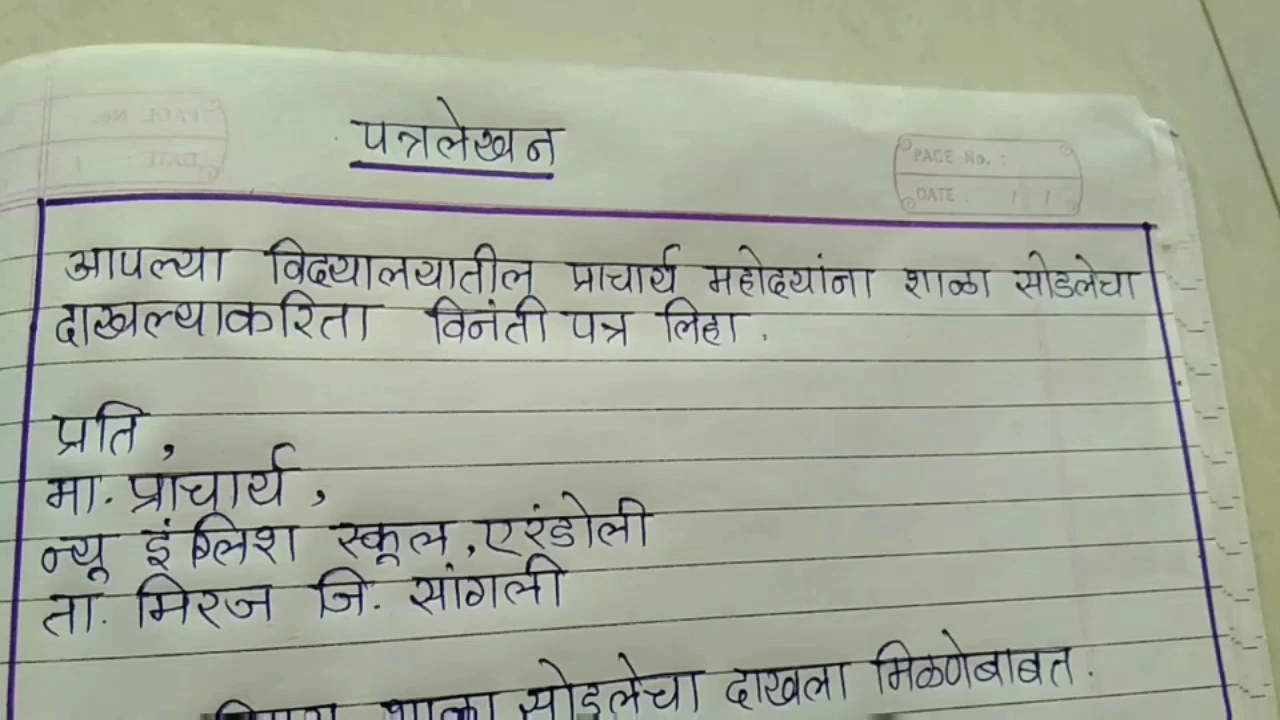 पत्रलेखन
PAGE No. :
DATE : / /
आपल्या विद्यालयातील प्राचार्य महोदयांना शाळा सोडलेचा
दाखल्याकरिता विनंती पत्र लिहा .
प्रति ,
मा. प्राचार्य ,
न्यू इंग्लिश स्कूल , एरंडोली
ता. मिरज जि. सांगली
शाळा सोडलेचा दाखला मिळणेबाबत .